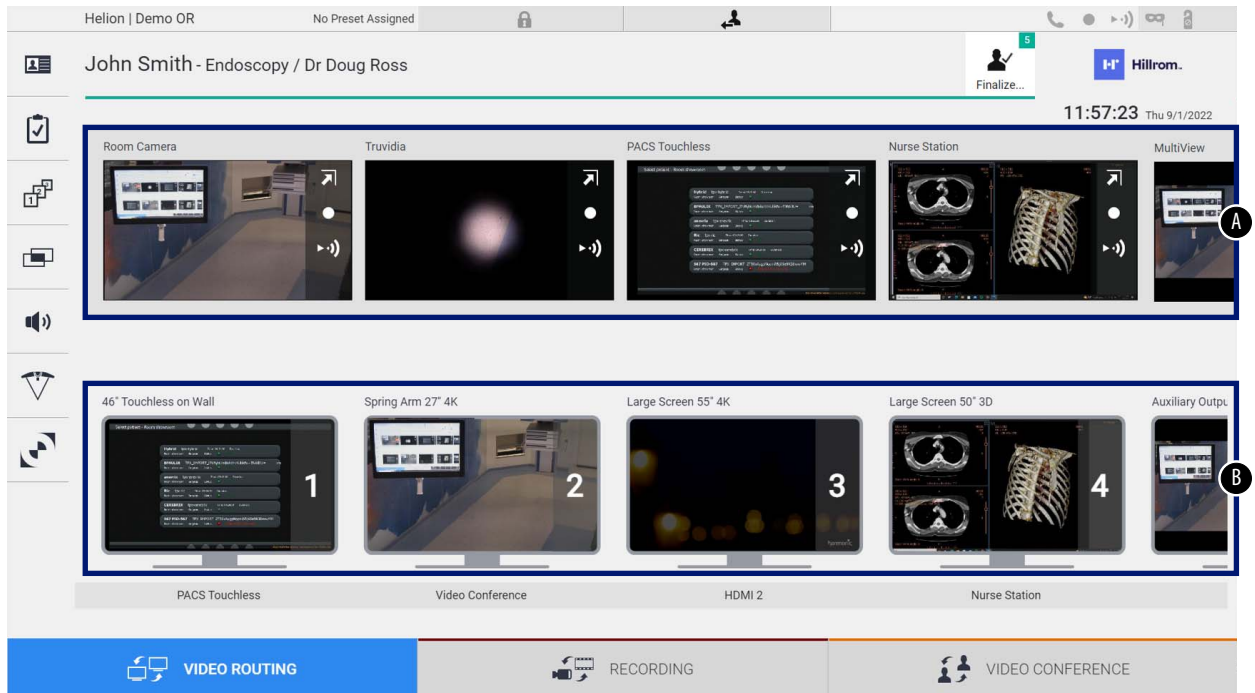 Helion | Demo OR
No Preset Assigned
John Smith - Endoscopy / Dr Doug Ross
5
Finalize...
Hillrom
11:57:23 Thu 9/1/2022
Room Camera
Truvidia
PACS Touchless
Nurse Station
MultiView
A
46" Touchless on Wall
Spring Arm 27" 4K
Large Screen 55" 4K
Large Screen 50" 3D
Auxiliary Outpu
1
2
3
4
B
PACS Touchless
Video Conference
HDMI 2
Nurse Station
VIDEO ROUTING
RECORDING
VIDEO CONFERENCE